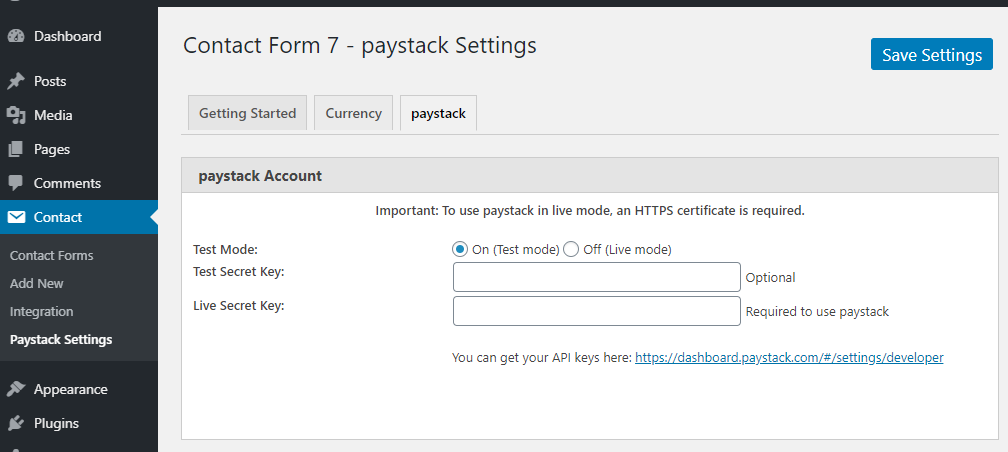 Dashboard
Posts
Media
Pages
Comments
Contact
Contact Forms
Add New
Integration
Paystack Settings
Appearance
Plugins
Contact Form 7 - paystack Settings
Save Settings
Getting Started
Currency
paystack
paystack Account
Important: To use paystack in live mode, an HTTPS certificate is required.
Test Mode: On (Test mode) Off (Live mode)
Test Secret Key: Optional
Live Secret Key: Required to use paystack
You can get your API keys here: https://dashboard.paystack.com/#/settings/developer